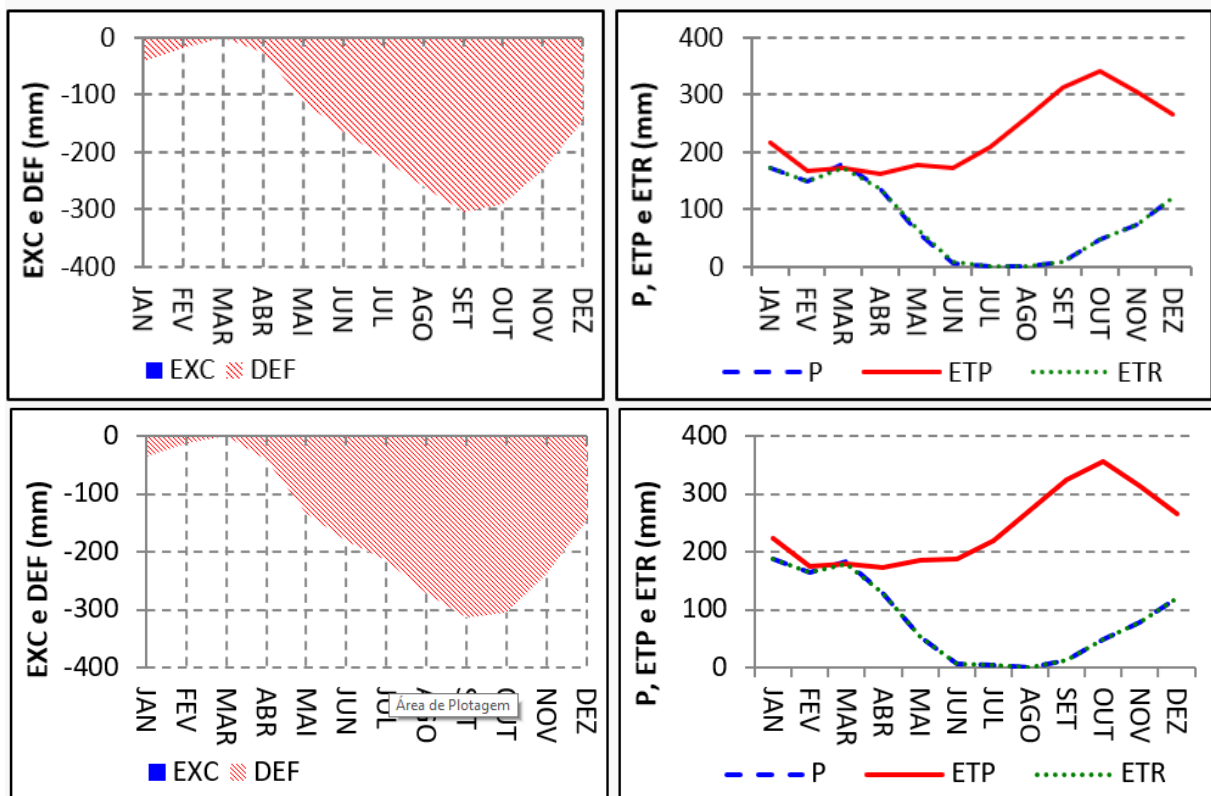 EXC e DEF (mm)
0
-100
-200
-300
-400
JAN FEV MAR ABR MAI JUN JUL AGO SET OUT NOV DEZ
EXC DEF
P, ETP e ETR (mm)
400
300
200
100
0
JAN FEV MAR ABR MAI JUN JUL AGO SET OUT NOV DEZ
P ETP ETR
EXC e DEF (mm)
0
-100
-200
-300
-400
JAN FEV MAR ABR MAI JUN NOV DEZ
Área de Plotagem
EXC DEF
P, ETP e ETR (mm)
400
300
200
100
0
JAN FEV MAR ABR MAI JUN JUL AGO SET OUT NOV DEZ
P ETP ETR